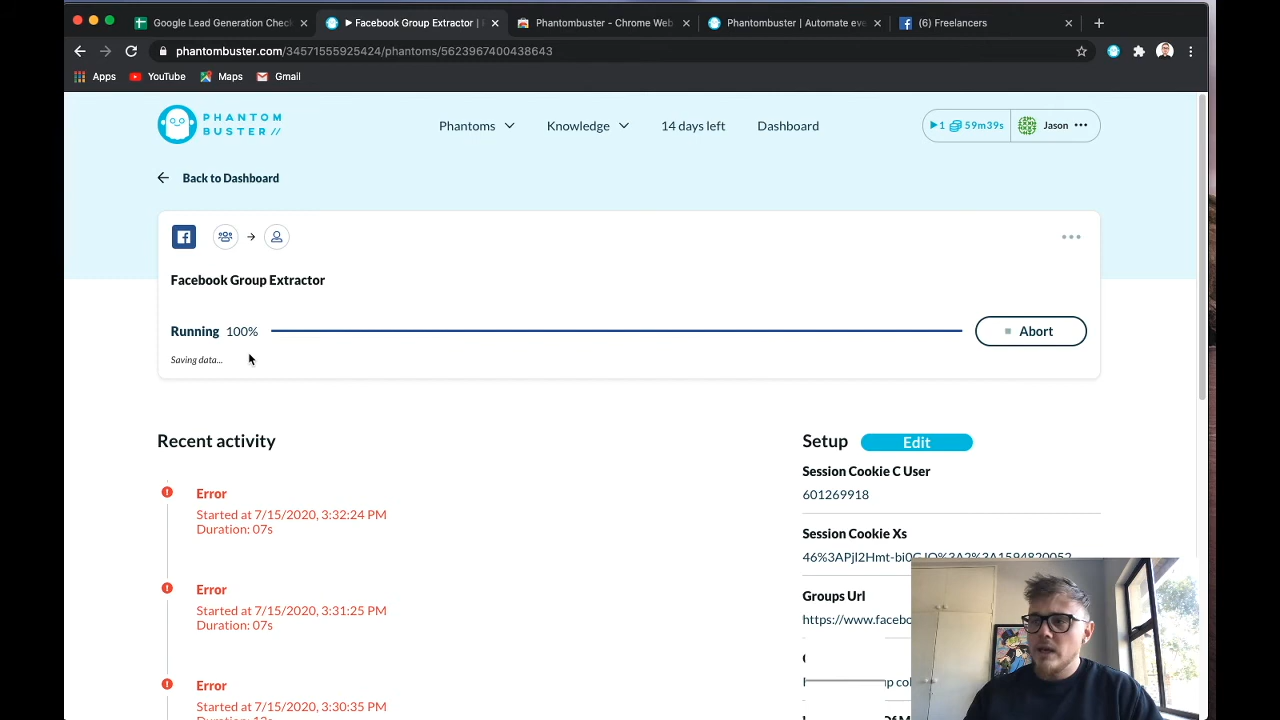 Google Lead Generation Chec
Facebook Group Extractor |
Phantombuster - Chrome Web
Phantombuster | Automate eve
(6) Freelancers
phantombuster.com/34571555925424/phantoms/5623967400438643
Apps
YouTube
Maps
Gmail
PHANTOM
BUSTER //
Phantoms
Knowledge
14 days left
Dashboard
1
59m39s
Jason
Back to Dashboard
Facebook Group Extractor
Running 100%
Abort
Saving data...
Recent activity
Error
Started at 7/15/2020, 3:32:24 PM
Duration: 07s
Error
Started at 7/15/2020, 3:31:25 PM
Duration: 07s
Error
Started at 7/15/2020, 3:30:35 PM
Setup
Edit
Session Cookie C User
601269918
Session Cookie Xs
Groups Url
https://www.facebo